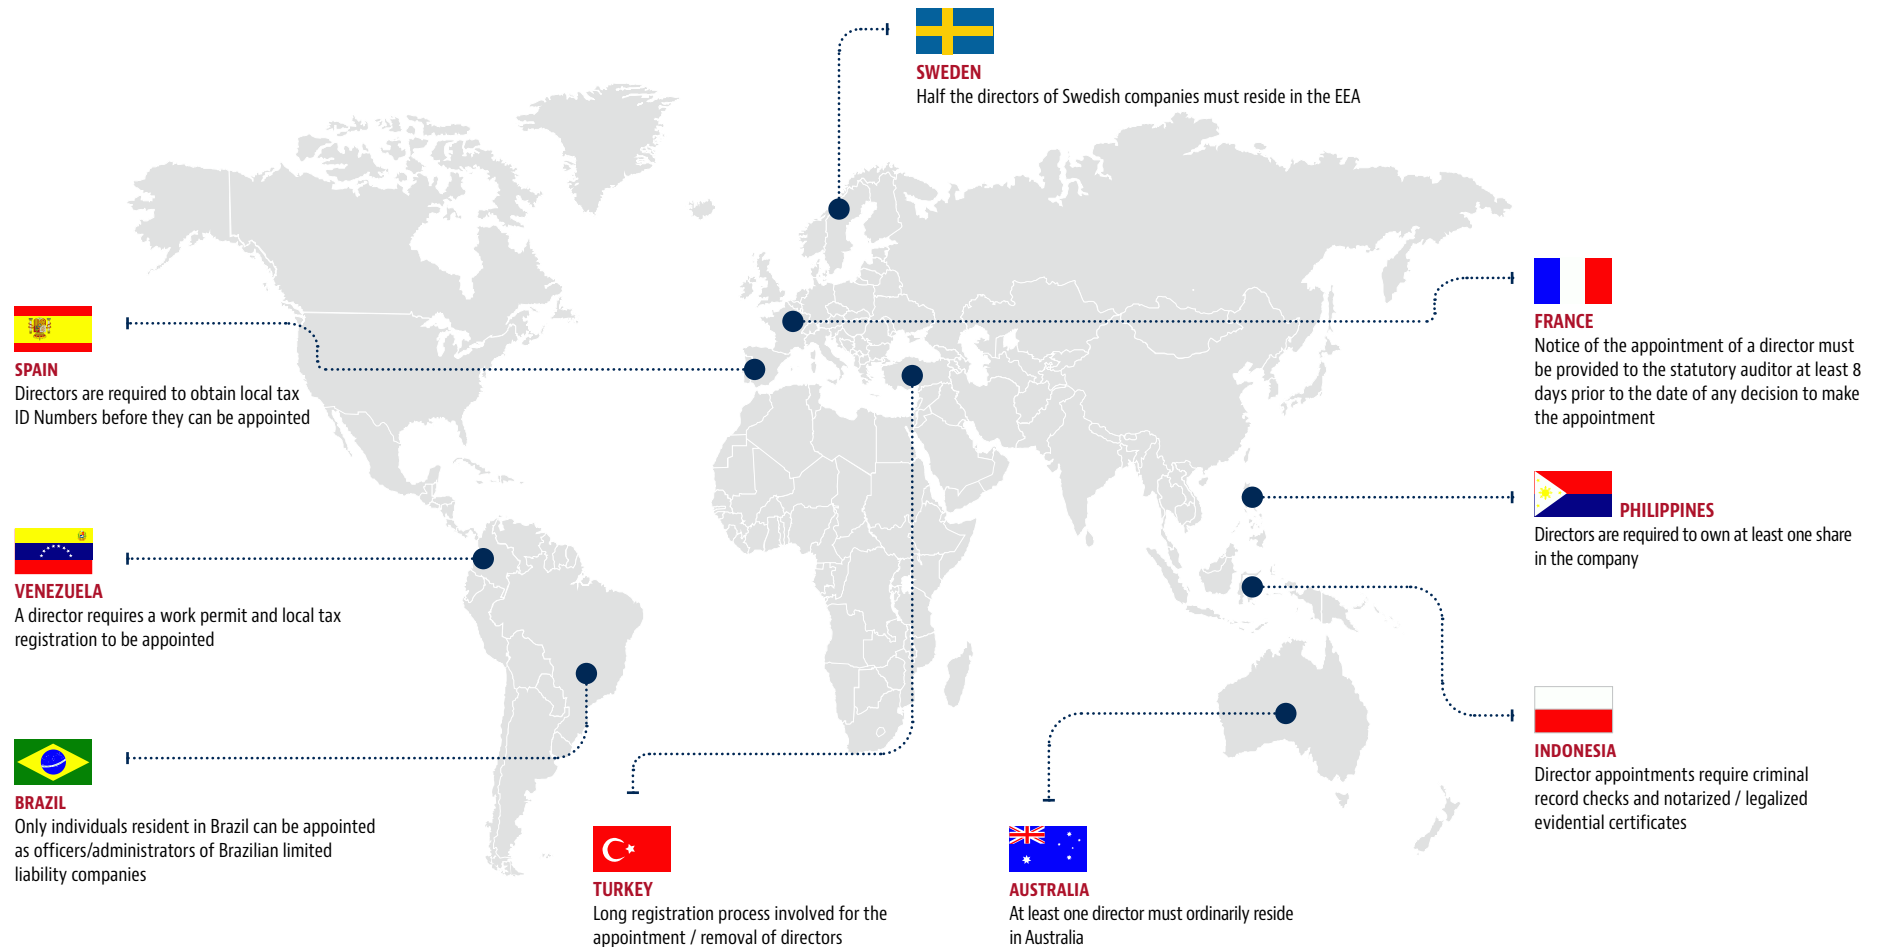 SWEDEN
Half the directors of Swedish companies must reside in the EEA
FRANCE
Notice of the appointment of a director must
be provided to the statutory auditor at least 8
days prior to the date of any decision to make
the appointment
SPAIN
Directors are required to obtain local tax
ID Numbers before they can be appointed
PHILIPPINES
Directors are required to own at least one share
in the company
VENEZUELA
A director requires a work permit and local tax
registration to be appointed
INDONESIA
Director appointments require criminal
record checks and notarized / legalized
evidential certificates
BRAZIL
Only individuals resident in Brazil can be appointed
as officers/administrators of Brazilian limited
liability companies
TURKEY
Long registration process involved for the
appointment / removal of directors
AUSTRALIA
At least one director must ordinarily reside
in Australia